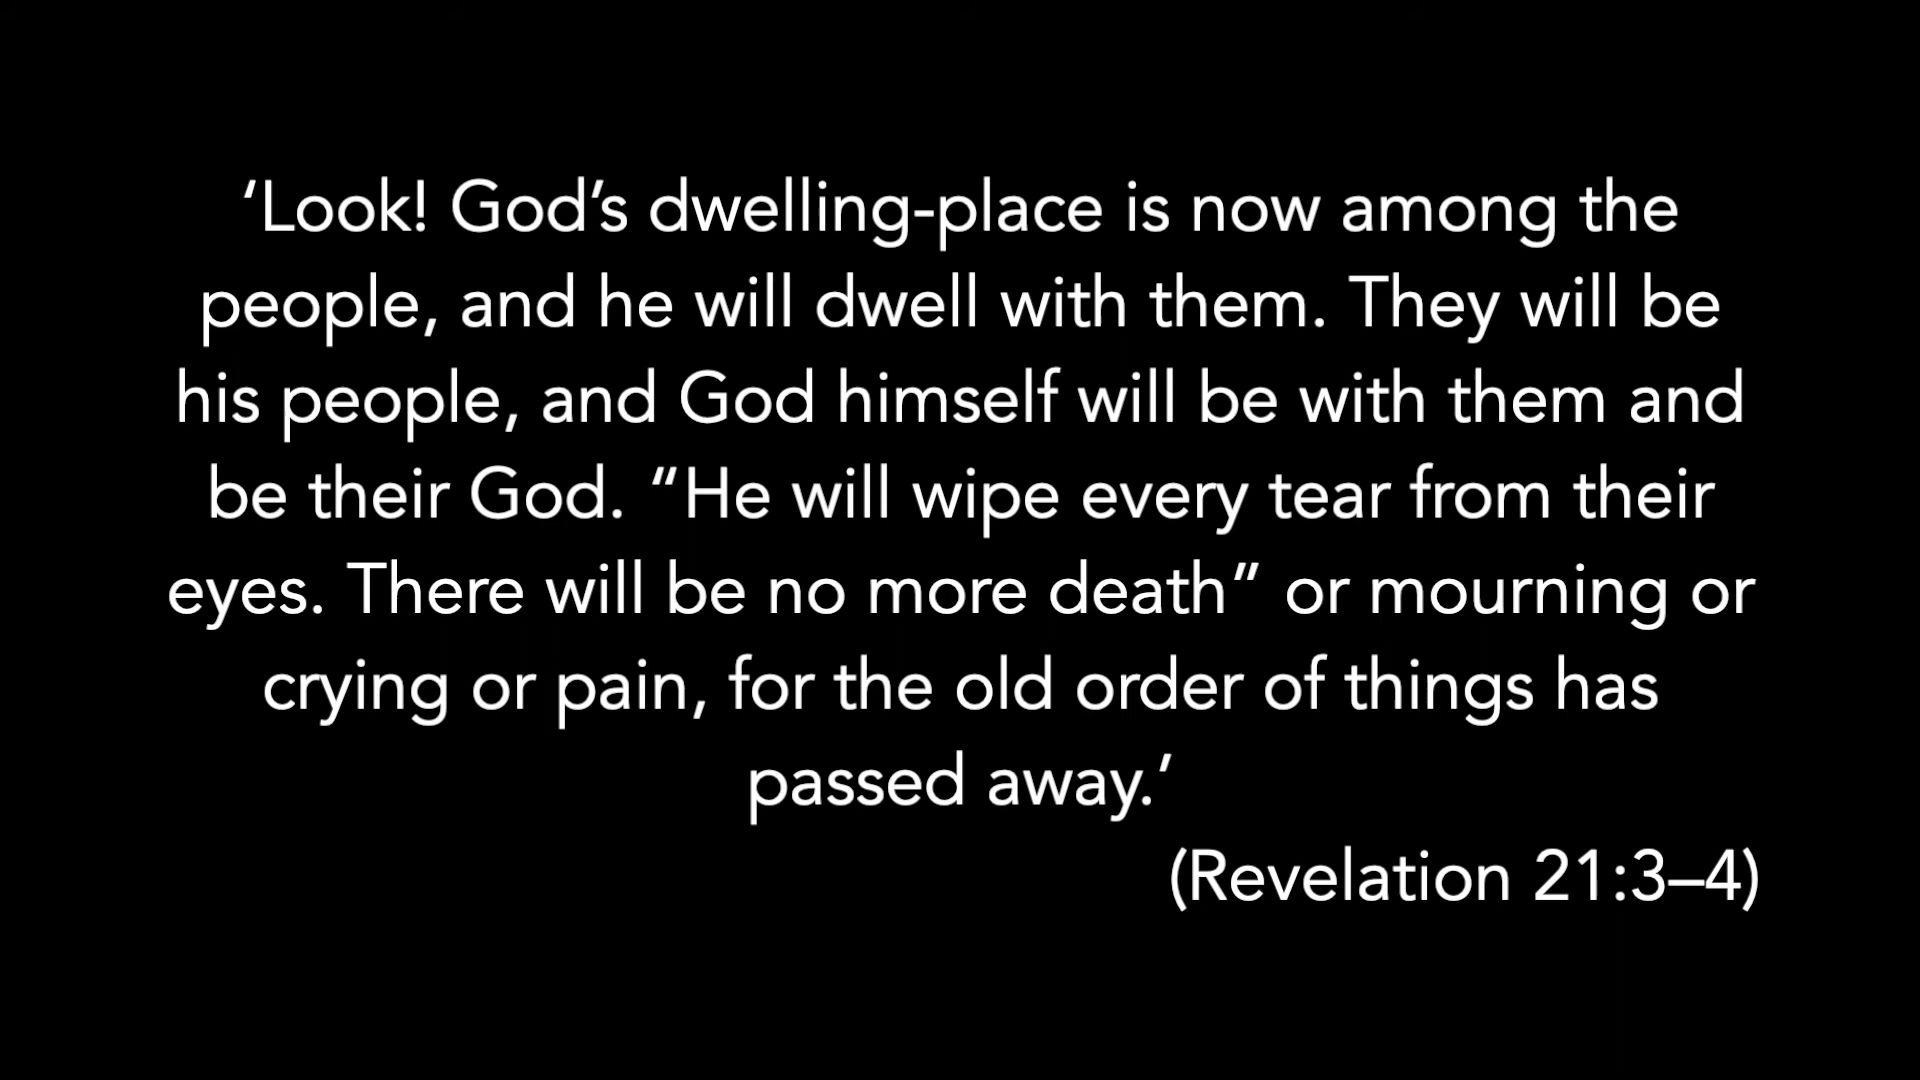 ‘Look! God’s dwelling-place is now among the
people, and he will dwell with them. They will be
his people, and God himself will be with them and
be their God. “He will wipe every tear from their
eyes. There will be no more death” or mourning or
crying or pain, for the old order of things has
passed away.’
(Revelation 21:3–4)